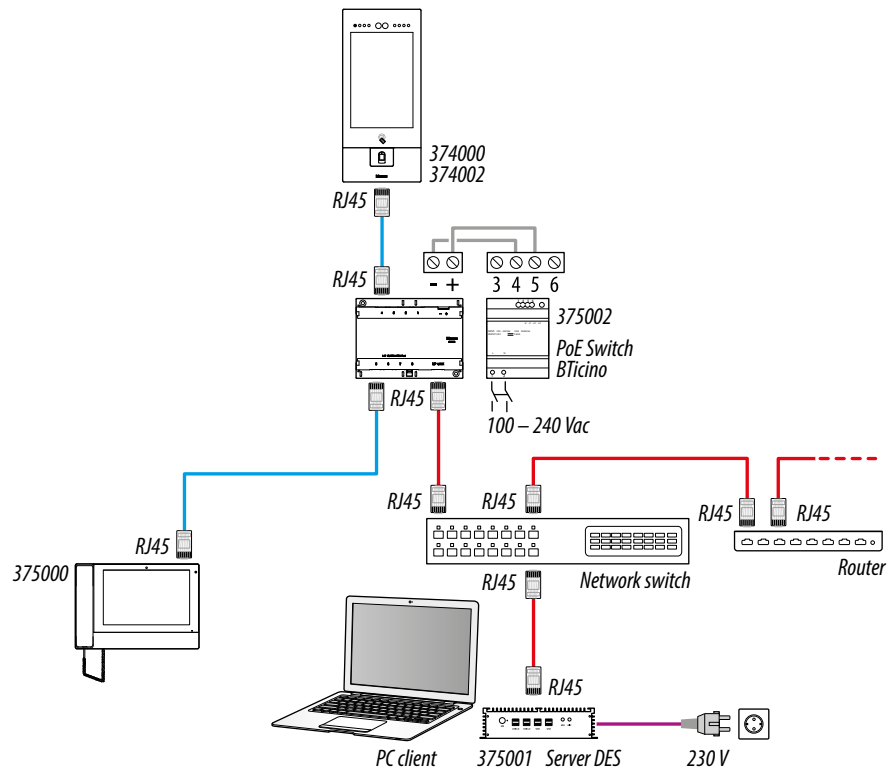 374000
374002
RJ45
RJ45
- +
3 4 5 6
375002
PoE Switch
BTicino
RJ45
100 – 240 Vac
RJ45
RJ45
RJ45
RJ45
RJ45
375000
RJ45
Network switch
Router
RJ45
PC client
375001
Server DES
230 V